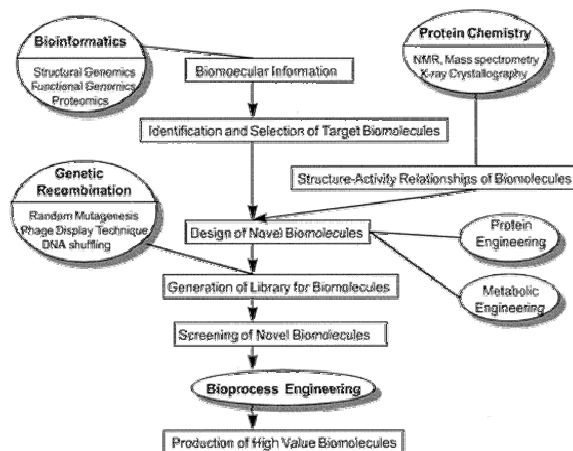 Bioinformatics
Structural Genomics
Functional Genomics
Proteomics
Protein Chemistry
NMR, Mass spectrometry
X-ray Crystallography
Biomoecular Information
Identification and Selection of Target Biomolecules
Genetic
Recombination
Random Mutagenesis
Phage Display Technique
DNA shuffling
Structure-Activity Relationships of Biomolecules
Design of Novel Biomolecules
Protein
Engineering
Metabolic
Engineering
Generation of Library for Biomolecules
Screening of Novel Biomolecules
Bioprocess Engineering
Production of High Value Biomolecules